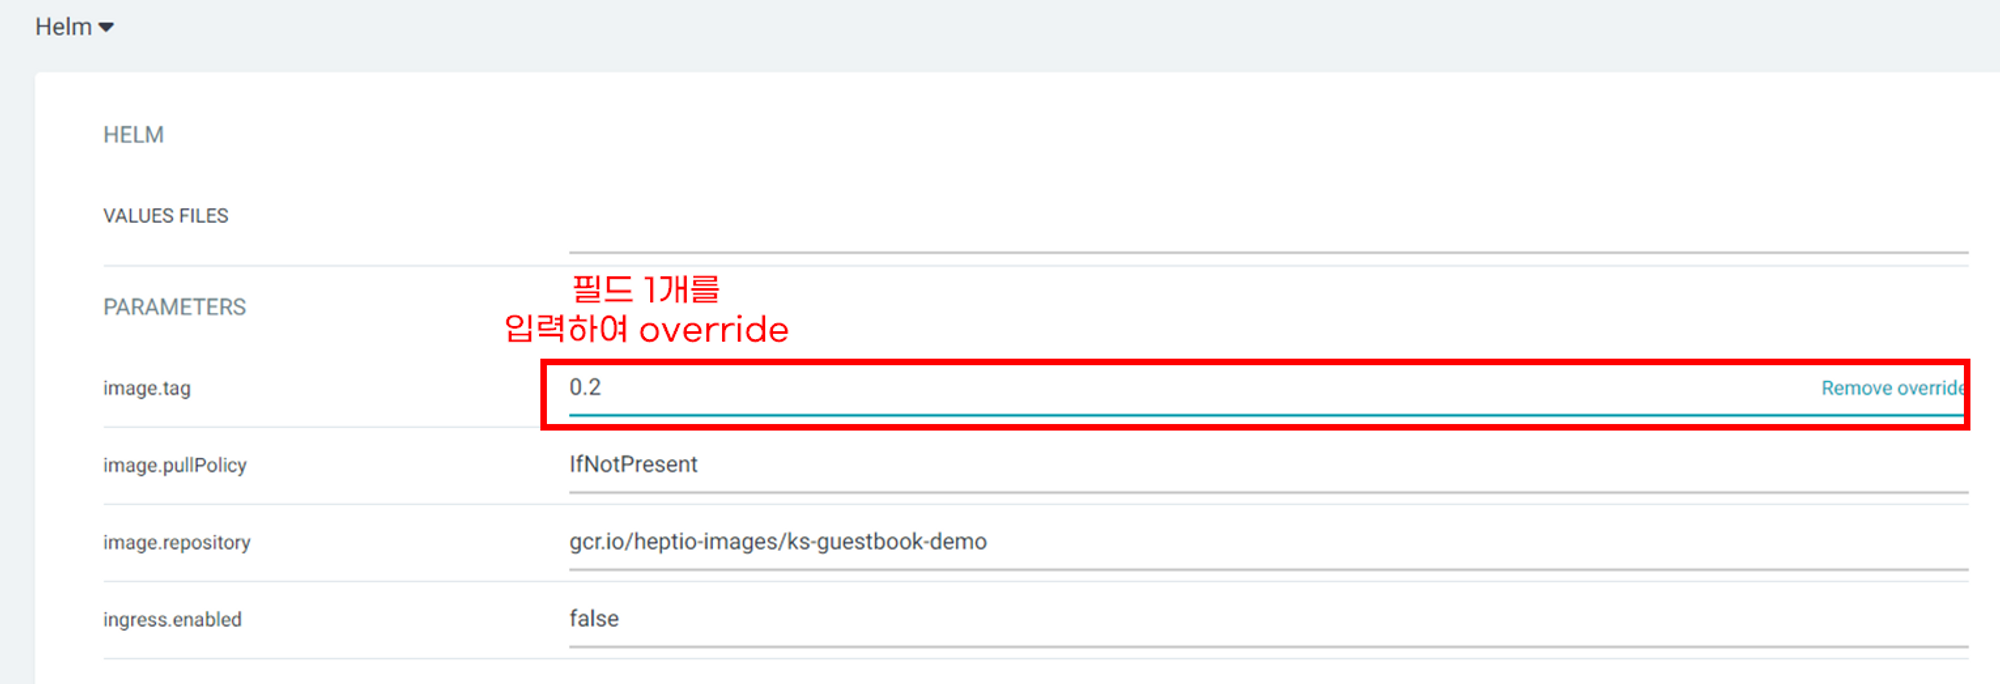 Helm
HELM
VALUES FILES
필드 1개를
입력하여 override
PARAMETERS
image.tag 0.2 Remove override
image.pullPolicy IfNotPresent
image.repository gcr.io/heptio-images/ks-guestbook-demo
ingress.enabled false